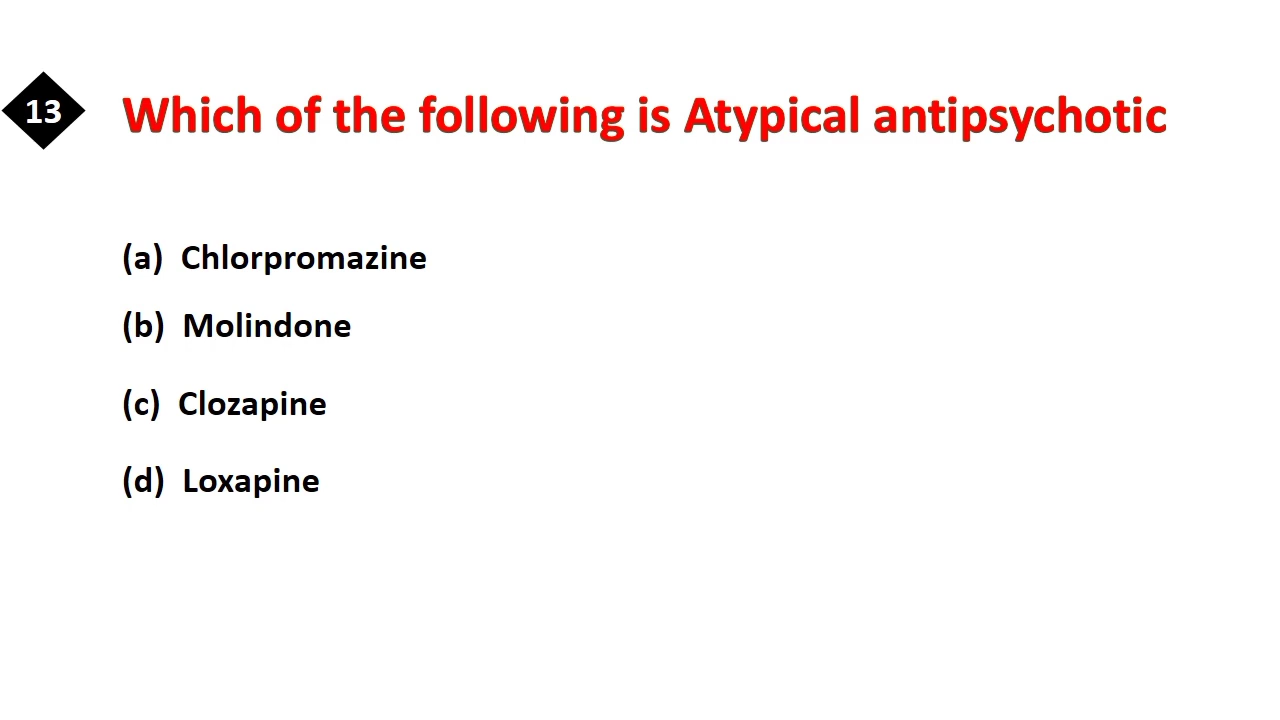 13
Which of the following is Atypical antipsychotic
(a) Chlorpromazine
(b) Molindone
(c) Clozapine
(d) Loxapine